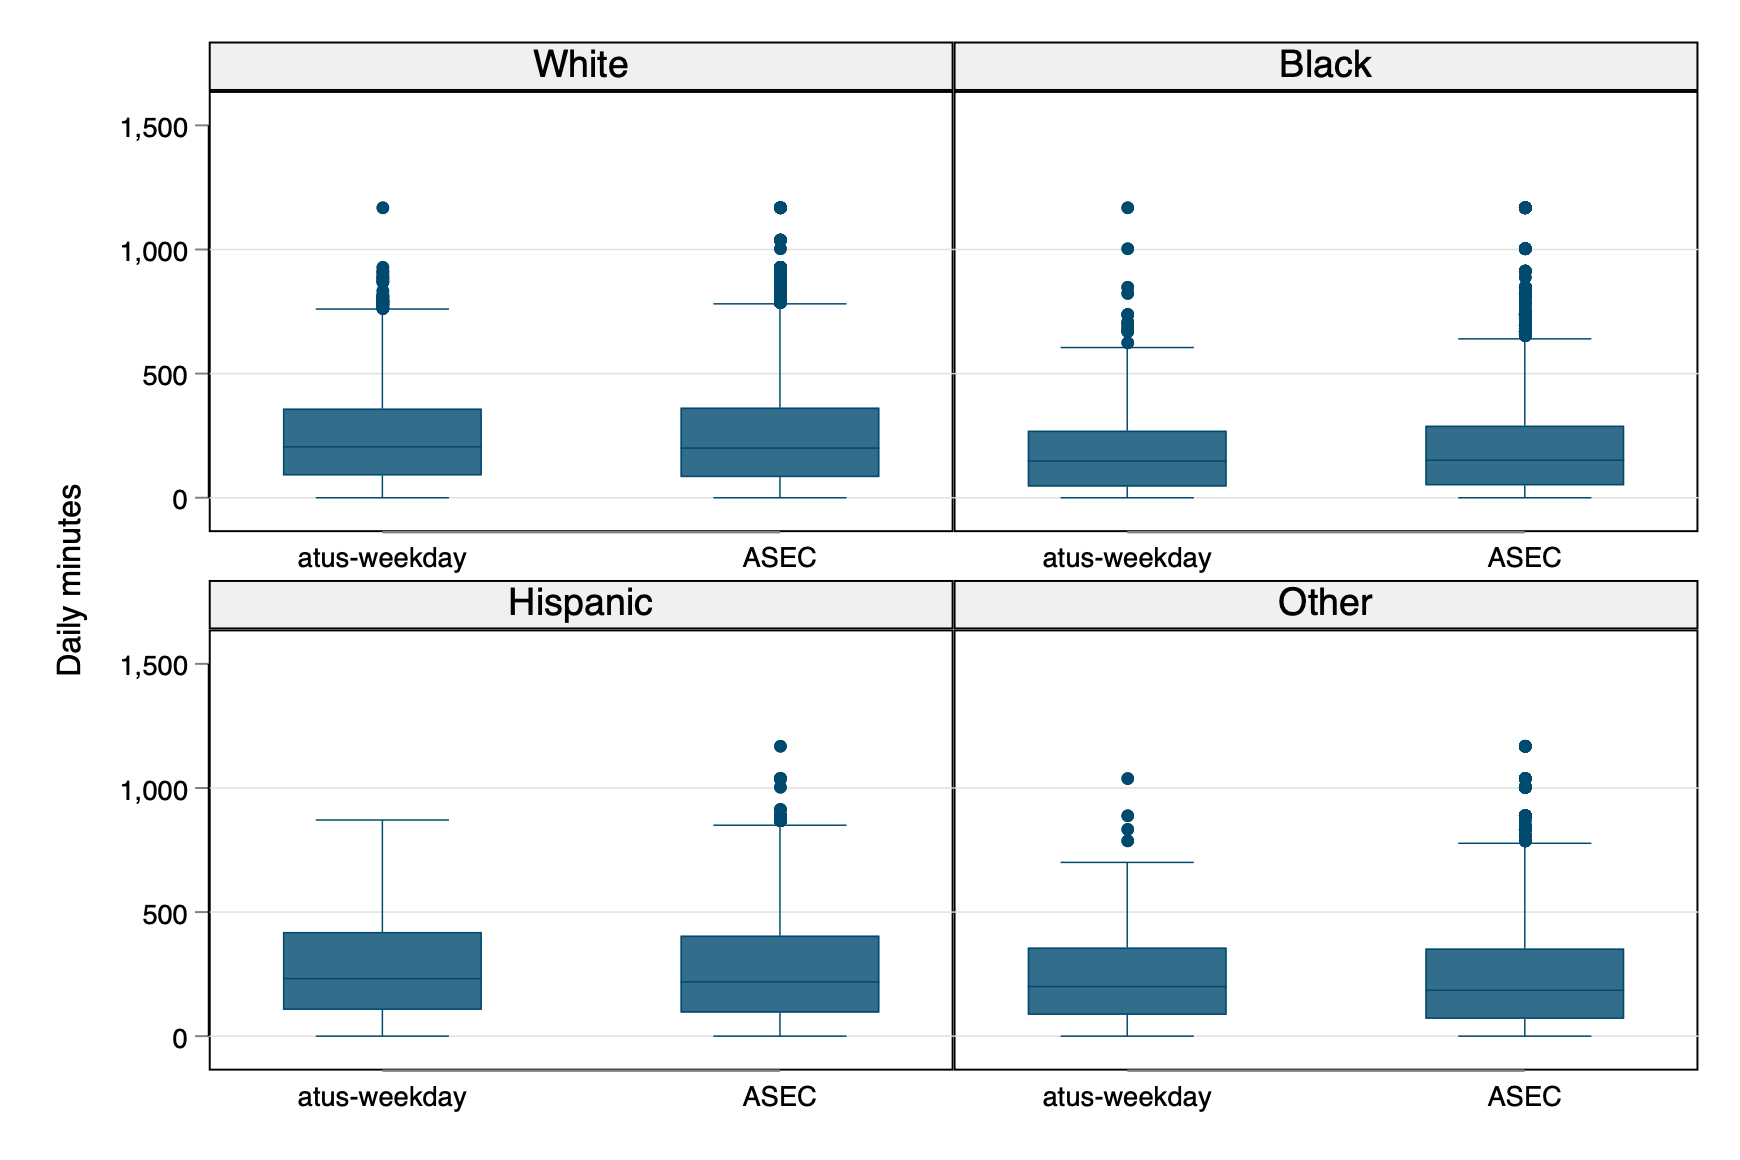 White
Black
1,500
1,000
500
0
atus-weekday
ASEC
atus-weekday
ASEC
Daily minutes
Hispanic
Other
1,500
1,000
500
0
atus-weekday
ASEC
atus-weekday
ASEC